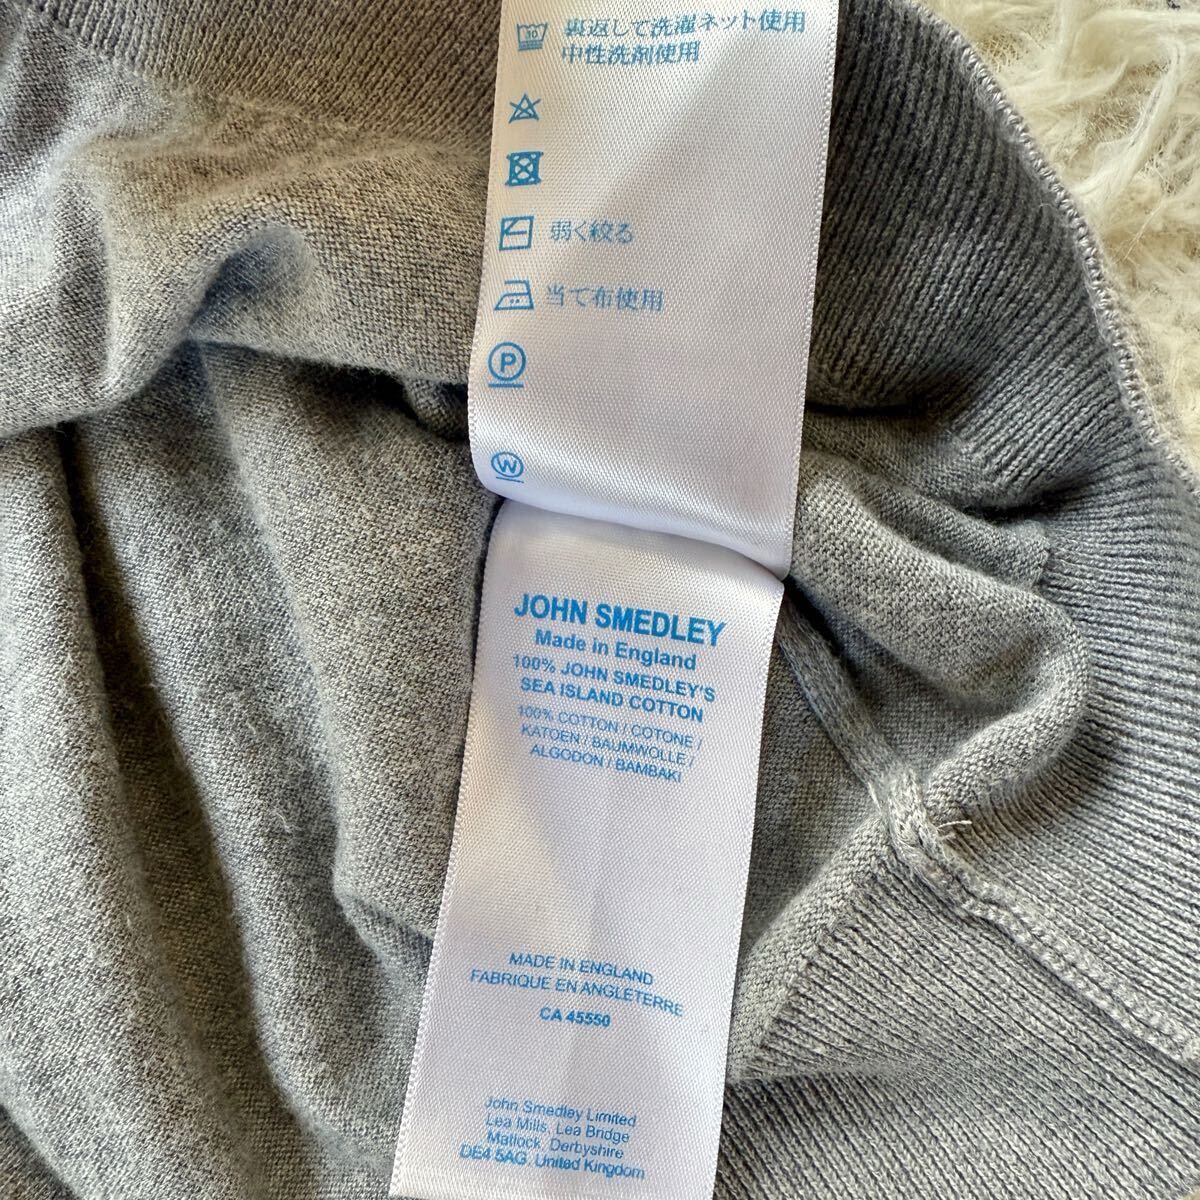 30 裏返して洗濯ネット使用
中性洗剤使用
弱く絞る
当て布使用
P
W
JOHN SMEDLEY
Made in England
100% JOHN SMEDLEY'S
SEA ISLAND COTTON
100% COTTON / COTONE /
KATOEN / BAUMWOLLE /
ALGODON / BAMBAKI
MADE IN ENGLAND
FABRIQUE EN ANGLETERRE
CA 45550
John Smedley Limited
Lea Mills, Lea Bridge
Matlock, Derbyshire
DE4 5AG, United Kingdom